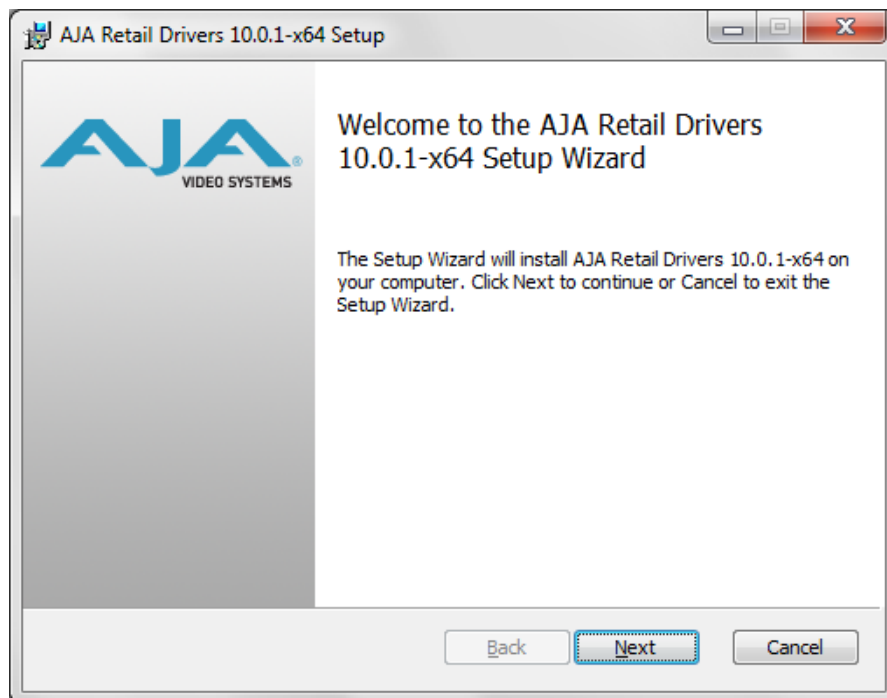 AJA Retail Drivers 10.0.1-x64 Setup
AJA
VIDEO SYSTEMS
Welcome to the AJA Retail Drivers
10.0.1-x64 Setup Wizard
The Setup Wizard will install AJA Retail Drivers 10.0.1-x64 on
your computer. Click Next to continue or Cancel to exit the
Setup Wizard.
Back
Next
Cancel